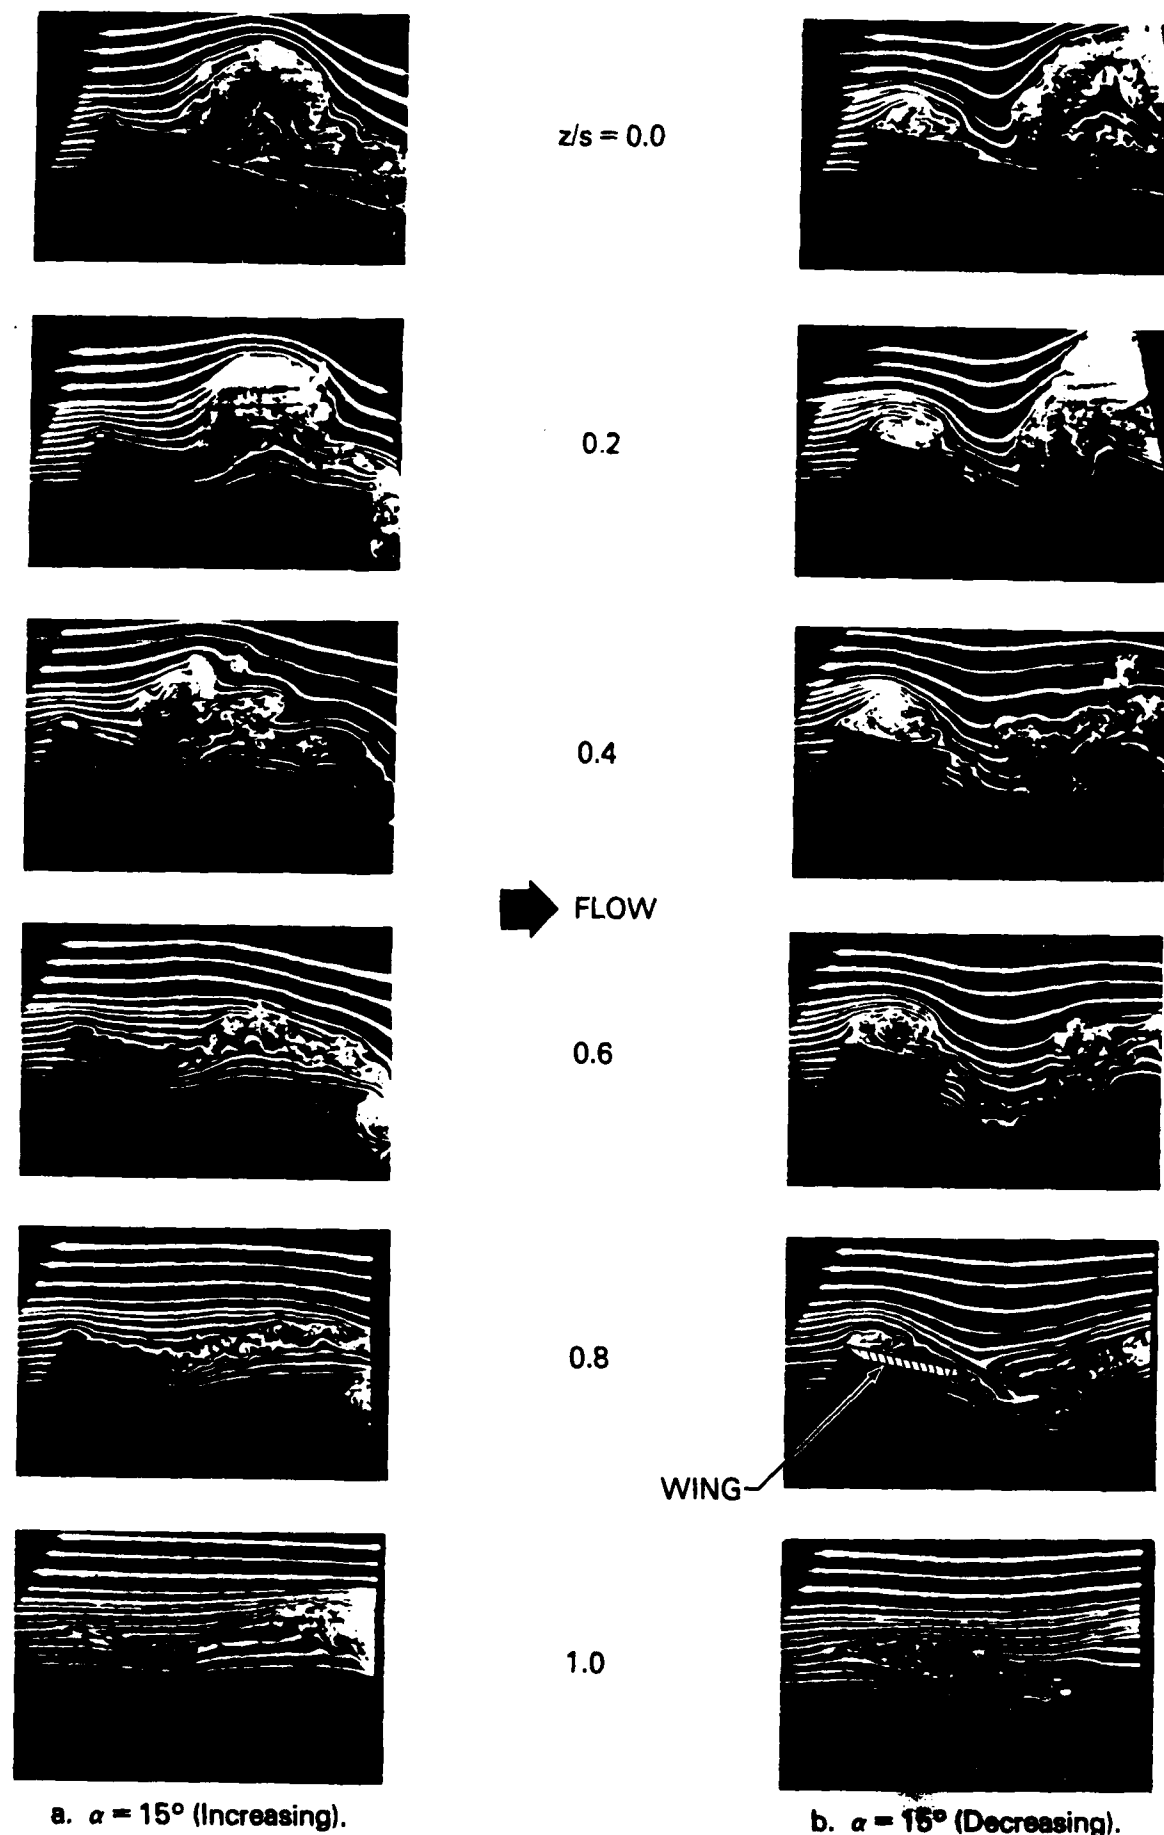 z/s = 0.0
0.2
0.4
FLOW
0.6
0.8
WING
1.0
a. α = 15° (Increasing).
b. α = 15° (Decreasing).